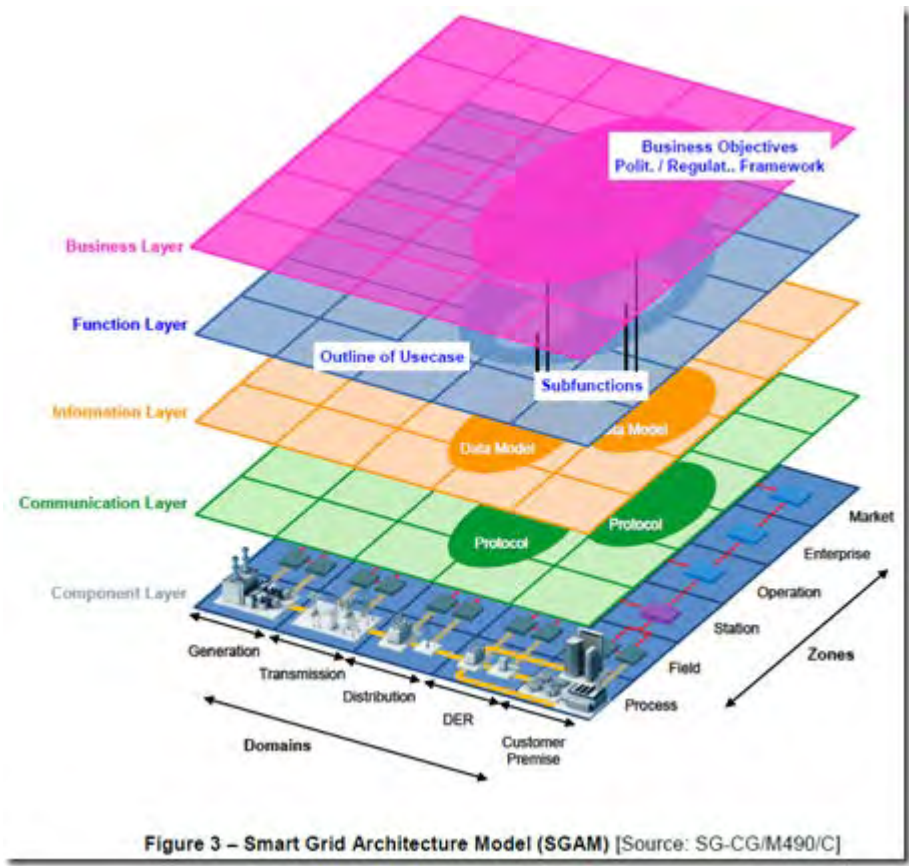 Business Objectives
Polit. / Regulat.. Framework
Business Layer
Function Layer
Outline of Usecase
Subfunctions
Information Layer
Data Model
ta Model
Communication Layer
Protocol
Protocol
Component Layer
Market
Enterprise
Operation
Station
Field
Process
Zones
Generation
Transmission
Distribution
DER
Customer
Premise
Domains
Figure 3 – Smart Grid Architecture Model (SGAM) [Source: SG-CG/M490/C]